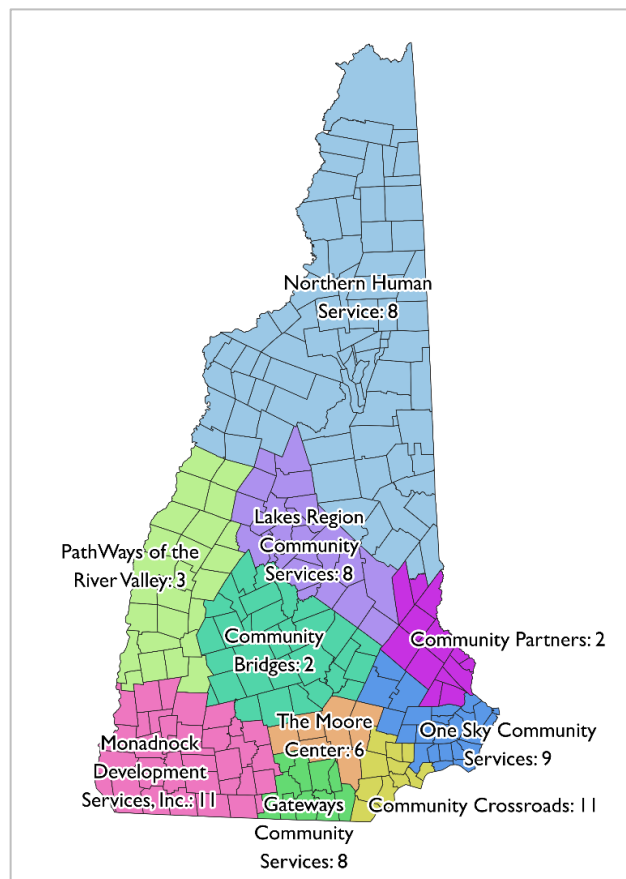 Northern Human
Service: 8
Lakes Region
Community
Services: 8
PathWays of the
River Valley: 3
Community
Bridges: 2
Community Partners: 2
The Moore
Center: 6
One Sky Community
Services: 9
Monadnock
Development
Services, Inc.: 11
Gateways
Community
Services: 8
Community Crossroads: 11